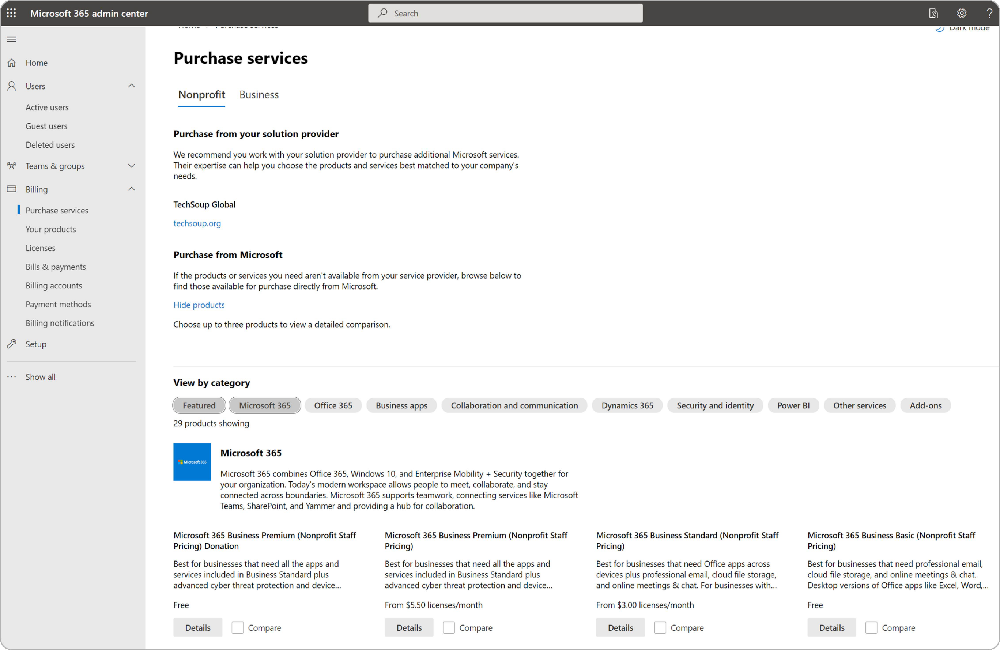 Microsoft 365 admin center
Search
?
Home > Purchase services
Dark mode
Home
Users
Active users
Guest users
Deleted users
Teams & groups
Billing
Purchase services
Your products
Licenses
Bills & payments
Billing accounts
Payment methods
Billing notifications
Setup
Show all
Purchase services
Nonprofit Business
Purchase from your solution provider
We recommend you work with your solution provider to purchase additional Microsoft services.
Their expertise can help you choose the products and services best matched to your company's
needs.
TechSoup Global
techsoup.org
Purchase from Microsoft
If the products or services you need aren't available from your service provider, browse below to
find those available for purchase directly from Microsoft.
Hide products
Choose up to three products to view a detailed comparison.
View by category
Featured Microsoft 365 Office 365 Business apps Collaboration and communication Dynamics 365 Security and identity Power BI Other services Add-ons
29 products showing
Microsoft 365
Microsoft 365
Microsoft 365 combines Office 365, Windows 10, and Enterprise Mobility + Security together for
your organization. Today's modern workspace allows people to meet, collaborate, and stay
connected across boundaries. Microsoft 365 supports teamwork, connecting services like Microsoft
Teams, SharePoint, and Yammer and providing a hub for collaboration.
Microsoft 365 Business Premium (Nonprofit Staff
Pricing) Donation
Best for businesses that need all the apps and
services included in Business Standard plus
advanced cyber threat protection and device...
Free
Details Compare
Microsoft 365 Business Premium (Nonprofit Staff
Pricing)
Best for businesses that need all the apps and
services included in Business Standard plus
advanced cyber threat protection and device...
From $5.50 licenses/month
Details Compare
Microsoft 365 Business Standard (Nonprofit Staff
Pricing)
Best for businesses that need Office apps across
devices plus professional email, cloud file storage,
and online meetings & chat. For businesses with...
From $3.00 licenses/month
Details Compare
Microsoft 365 Business Basic (Nonprofit Staff
Pricing)
Best for businesses that need professional email,
cloud file storage, and online meetings & chat.
Desktop versions of Office apps like Excel, Word,...
Free
Details Compare